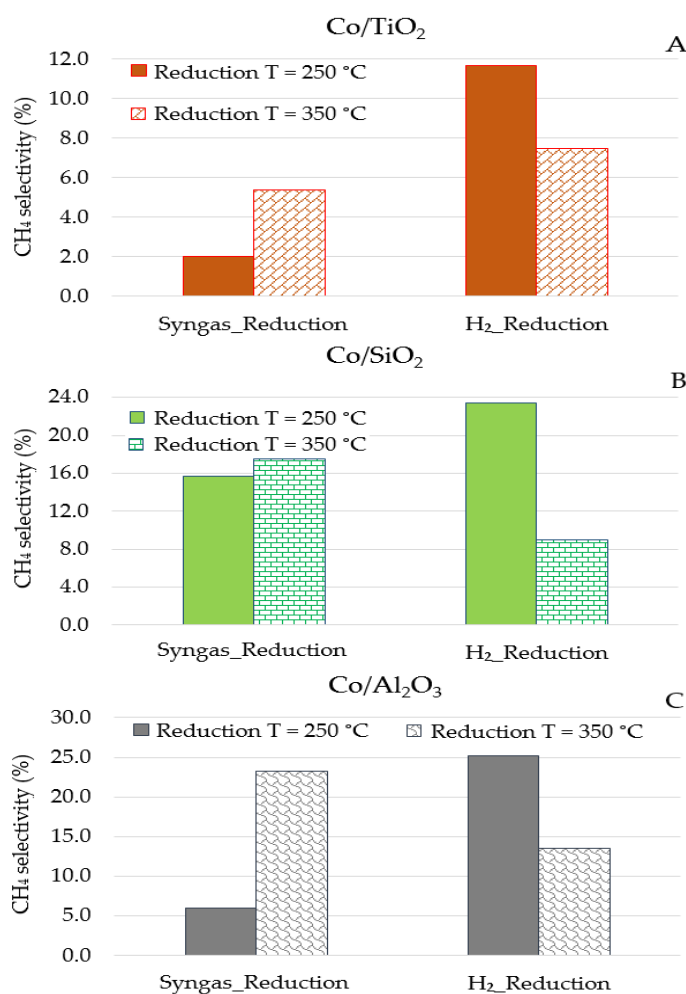 Co/TiO₂
A
CH₄ selectivity (%)
12.0
10.0
8.0
6.0
4.0
2.0
0.0
Reduction T = 250 °C
Reduction T = 350 °C
Syngas_Reduction
H₂_Reduction
Co/SiO₂
B
CH₄ selectivity (%)
24.0
20.0
16.0
12.0
8.0
4.0
0.0
Reduction T = 250 °C
Reduction T = 350 °C
Syngas_Reduction
H₂_Reduction
Co/Al₂O₃
C
CH₄ selectivity (%)
30.0
25.0
20.0
15.0
10.0
5.0
0.0
Reduction T = 250 °C
Reduction T = 350 °C
Syngas_Reduction
H₂_Reduction